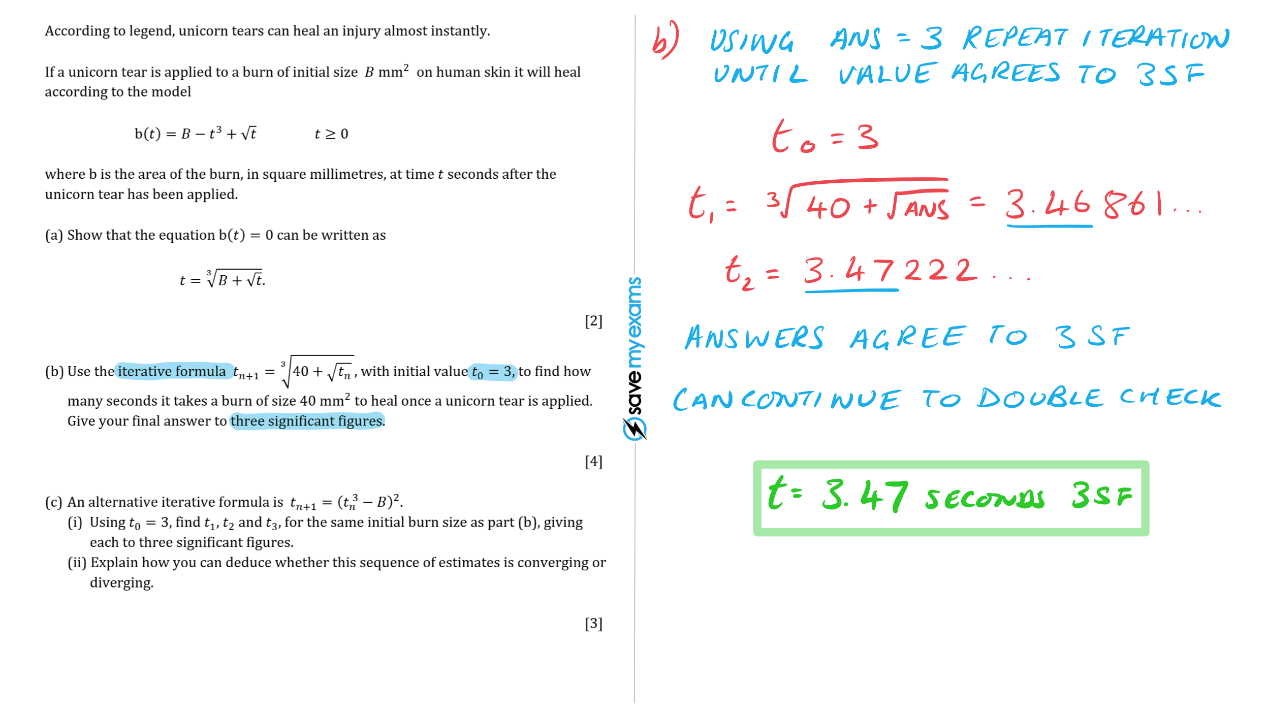 According to legend, unicorn tears can heal an injury almost instantly.
If a unicorn tear is applied to a burn of initial size B mm² on human skin it will heal
according to the model
b(t) = B − t³ + √t t ≥ 0
where b is the area of the burn, in square millimetres, at time t seconds after the
unicorn tear has been applied.
(a) Show that the equation b(t) = 0 can be written as
t = ∛(B + √t).
[2]
(b) Use the iterative formula tₙ₊₁ = ∛(40 + √tₙ), with initial value t₀ = 3, to find how
many seconds it takes a burn of size 40 mm² to heal once a unicorn tear is applied.
Give your final answer to three significant figures.
[4]
(c) An alternative iterative formula is tₙ₊₁ = (tₙ³ − B)².
(i) Using t₀ = 3, find t₁, t₂ and t₃, for the same initial burn size as part (b), giving
each to three significant figures.
(ii) Explain how you can deduce whether this sequence of estimates is converging or
diverging.
[3]
save my exams
b) USING ANS = 3 REPEAT ITERATION
UNTIL VALUE AGREES TO 3SF
t₀ = 3
t₁ = ∛(40 + √ANS) = 3.46861...
t₂ = 3.47222...
ANSWERS AGREE TO 3SF
CAN CONTINUE TO DOUBLE CHECK
t = 3.47 SECONDS 3SF